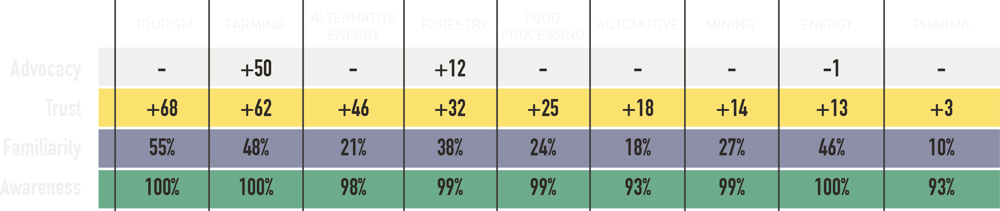 TOURISM FARMING ALTERNATIVE ENERGY FORESTRY FOOD PROCESSING AUTOMOTIVE MINING ENERGY PHARMA.
Advocacy - +50 - +12 - - - -1 -
Trust +68 +62 +46 +32 +25 +18 +14 +13 +3
Familiarity 55% 48% 21% 38% 24% 18% 27% 46% 10%
Awareness 100% 100% 98% 99% 99% 93% 99% 100% 93%